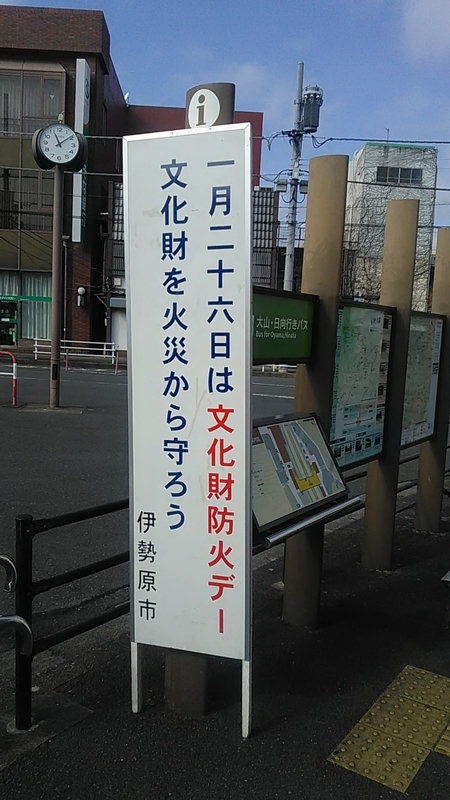 i
一月二十六日は文化財防火デー
文化財を火災から守ろう
伊勢原市
大山・日向行きバス
Bus for Oyama, Hinata